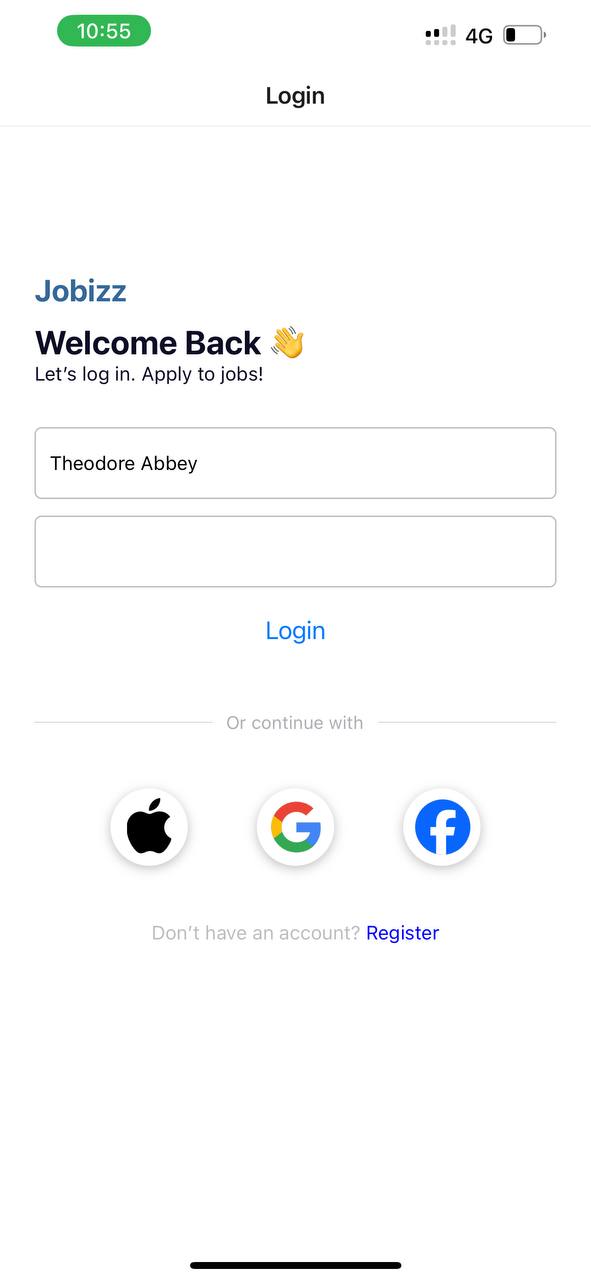 10:55
4G
Login
Jobizz
Welcome Back 👋
Let's log in. Apply to jobs!
Theodore Abbey
Login
Or continue with
Don't have an account? Register